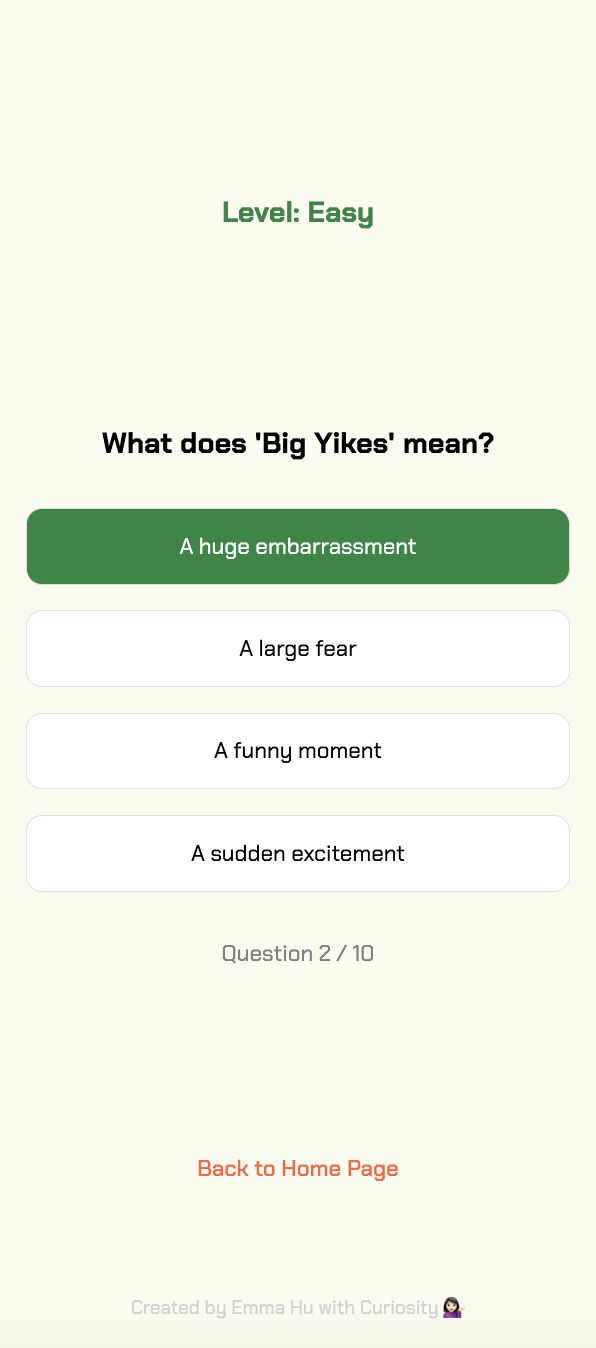 Level: Easy
What does 'Big Yikes' mean?
A huge embarrassment
A large fear
A funny moment
A sudden excitement
Question 2 / 10
Back to Home Page
Created by Emma Hu with Curiosity 💁🏻‍♀️